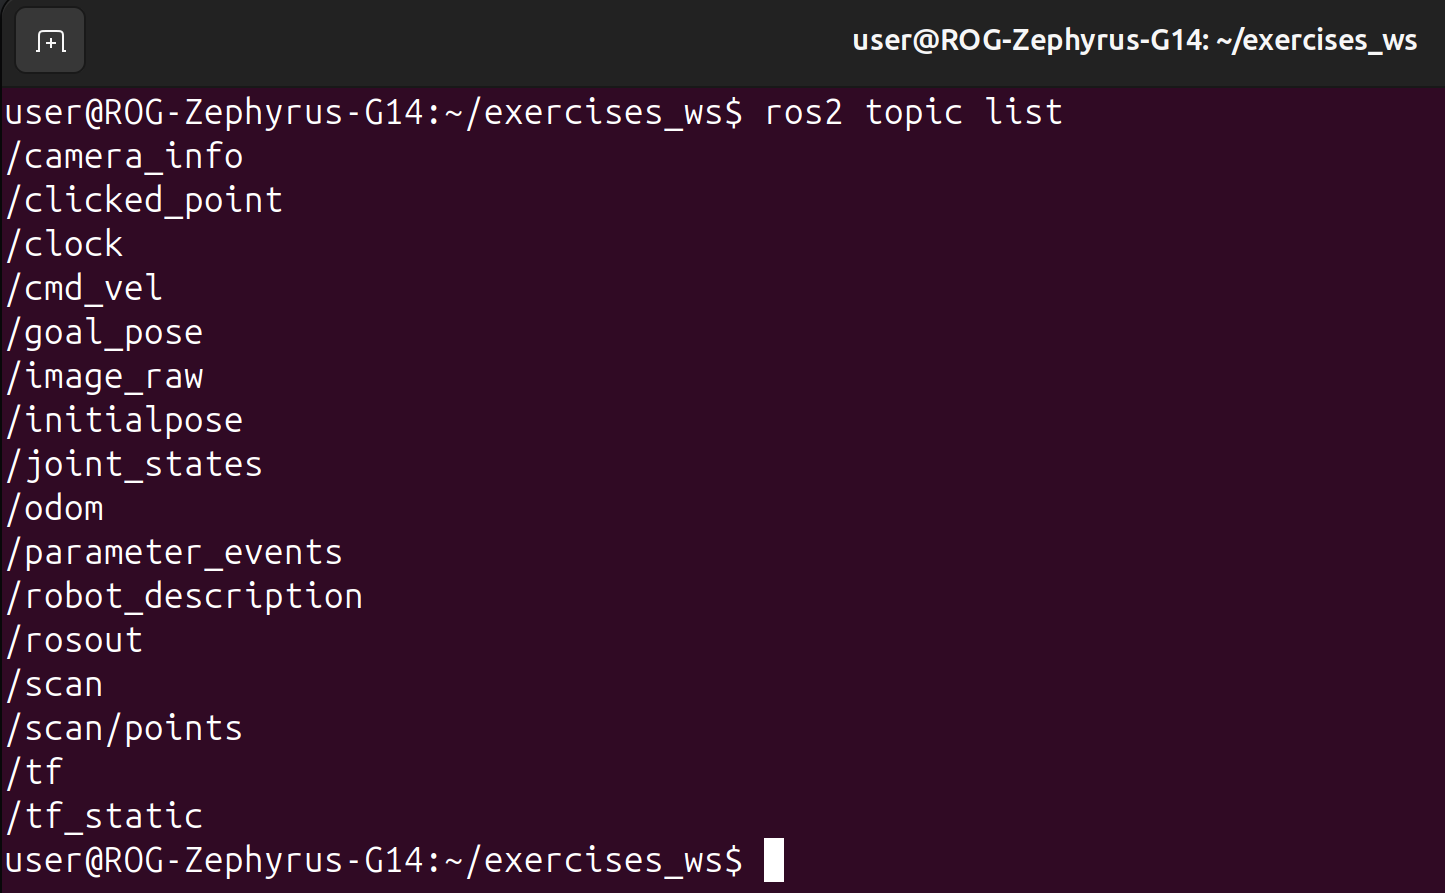 user@ROG-Zephyrus-G14: ~/exercises_ws
user@ROG-Zephyrus-G14:~/exercises_ws$ ros2 topic list
/camera_info
/clicked_point
/clock
/cmd_vel
/goal_pose
/image_raw
/initialpose
/joint_states
/odom
/parameter_events
/robot_description
/rosout
/scan
/scan/points
/tf
/tf_static
user@ROG-Zephyrus-G14:~/exercises_ws$